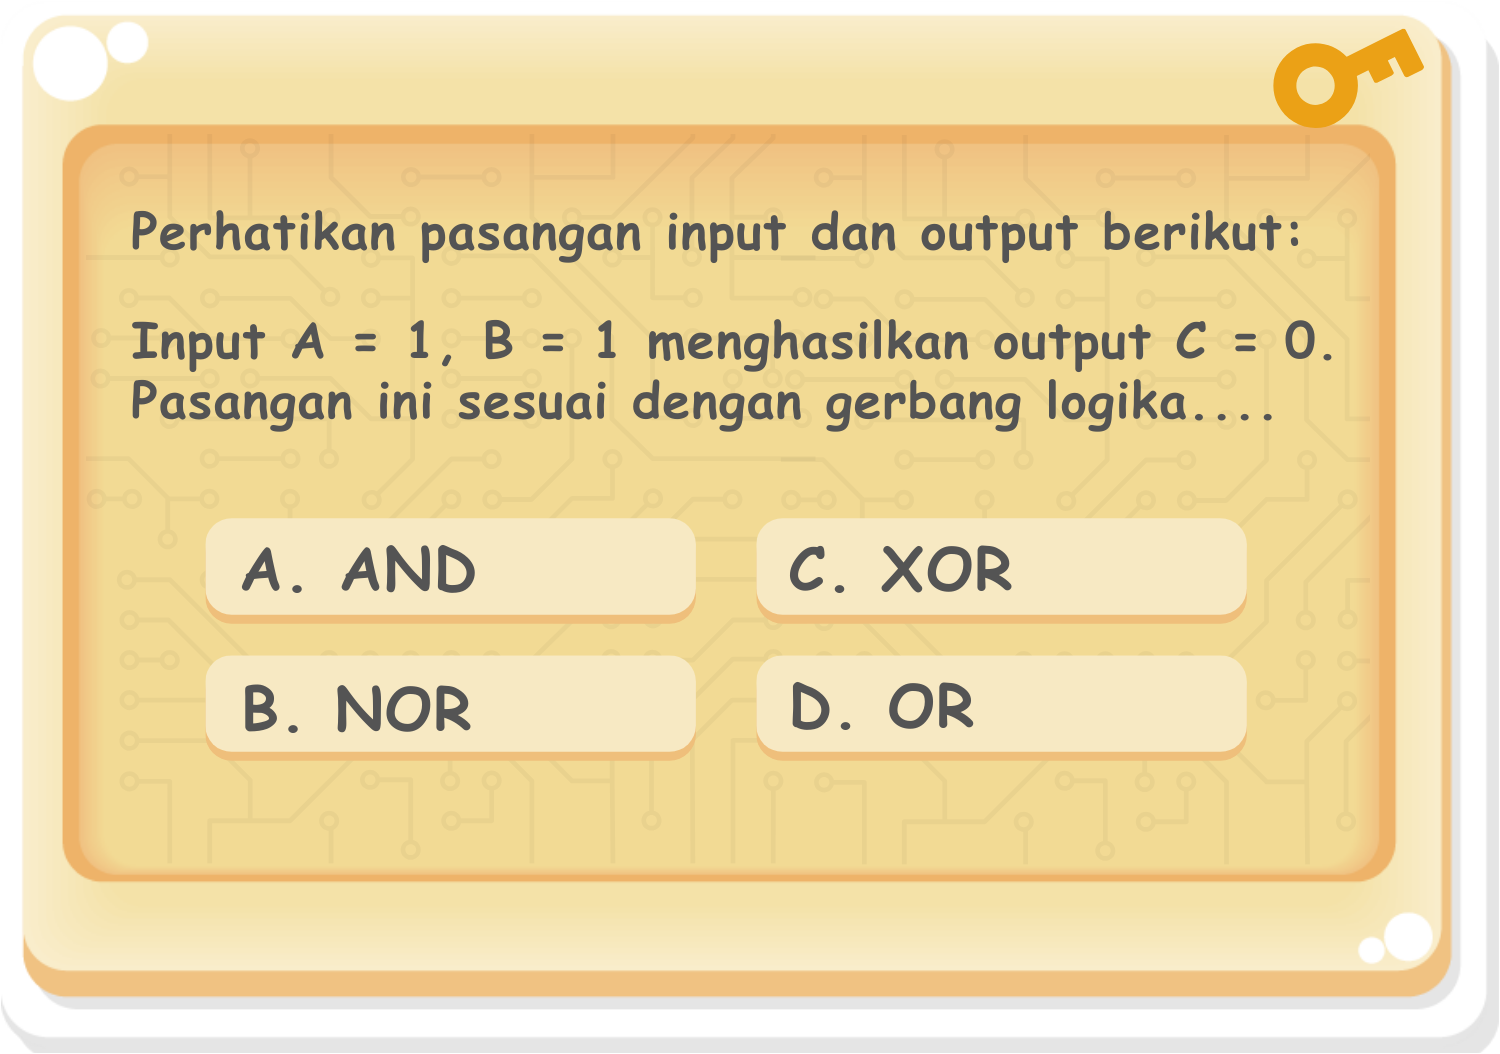 Perhatikan pasangan input dan output berikut:
Input A = 1, B = 1 menghasilkan output C = 0.
Pasangan ini sesuai dengan gerbang logika....
A. AND
C. XOR
B. NOR
D. OR